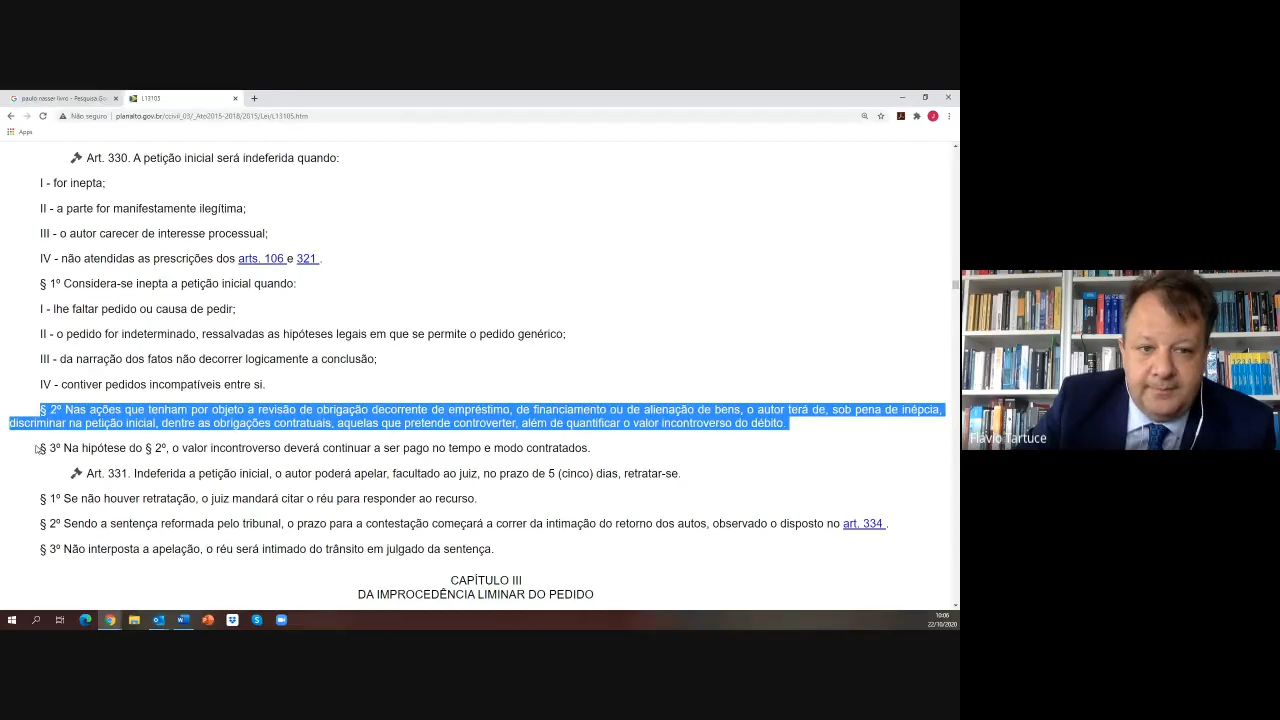 paulo nasser livro - Pesquisa Go
L13105
Não seguro
planalto.gov.br/ccivil_03/_Ato2015-2018/2015/Lei/L13105.htm
Apps
Art. 330. A petição inicial será indeferida quando:
I - for inepta;
II - a parte for manifestamente ilegítima;
III - o autor carecer de interesse processual;
IV - não atendidas as prescrições dos arts. 106 e 321 .
§ 1º Considera-se inepta a petição inicial quando:
I - lhe faltar pedido ou causa de pedir;
II - o pedido for indeterminado, ressalvadas as hipóteses legais em que se permite o pedido genérico;
III - da narração dos fatos não decorrer logicamente a conclusão;
IV - contiver pedidos incompatíveis entre si.
§ 2º Nas ações que tenham por objeto a revisão de obrigação decorrente de empréstimo, de financiamento ou de alienação de bens, o autor terá de, sob pena de inépcia,
discriminar na petição inicial, dentre as obrigações contratuais, aquelas que pretende controverter, além de quantificar o valor incontroverso do débito.
§ 3º Na hipótese do § 2º, o valor incontroverso deverá continuar a ser pago no tempo e modo contratados.
Art. 331. Indeferida a petição inicial, o autor poderá apelar, facultado ao juiz, no prazo de 5 (cinco) dias, retratar-se.
§ 1º Se não houver retratação, o juiz mandará citar o réu para responder ao recurso.
§ 2º Sendo a sentença reformada pelo tribunal, o prazo para a contestação começará a correr da intimação do retorno dos autos, observado o disposto no art. 334 .
§ 3º Não interposta a apelação, o réu será intimado do trânsito em julgado da sentença.
CAPÍTULO III
DA IMPROCEDÊNCIA LIMINAR DO PEDIDO
10:06
22/10/2020
Flávio Tartuce